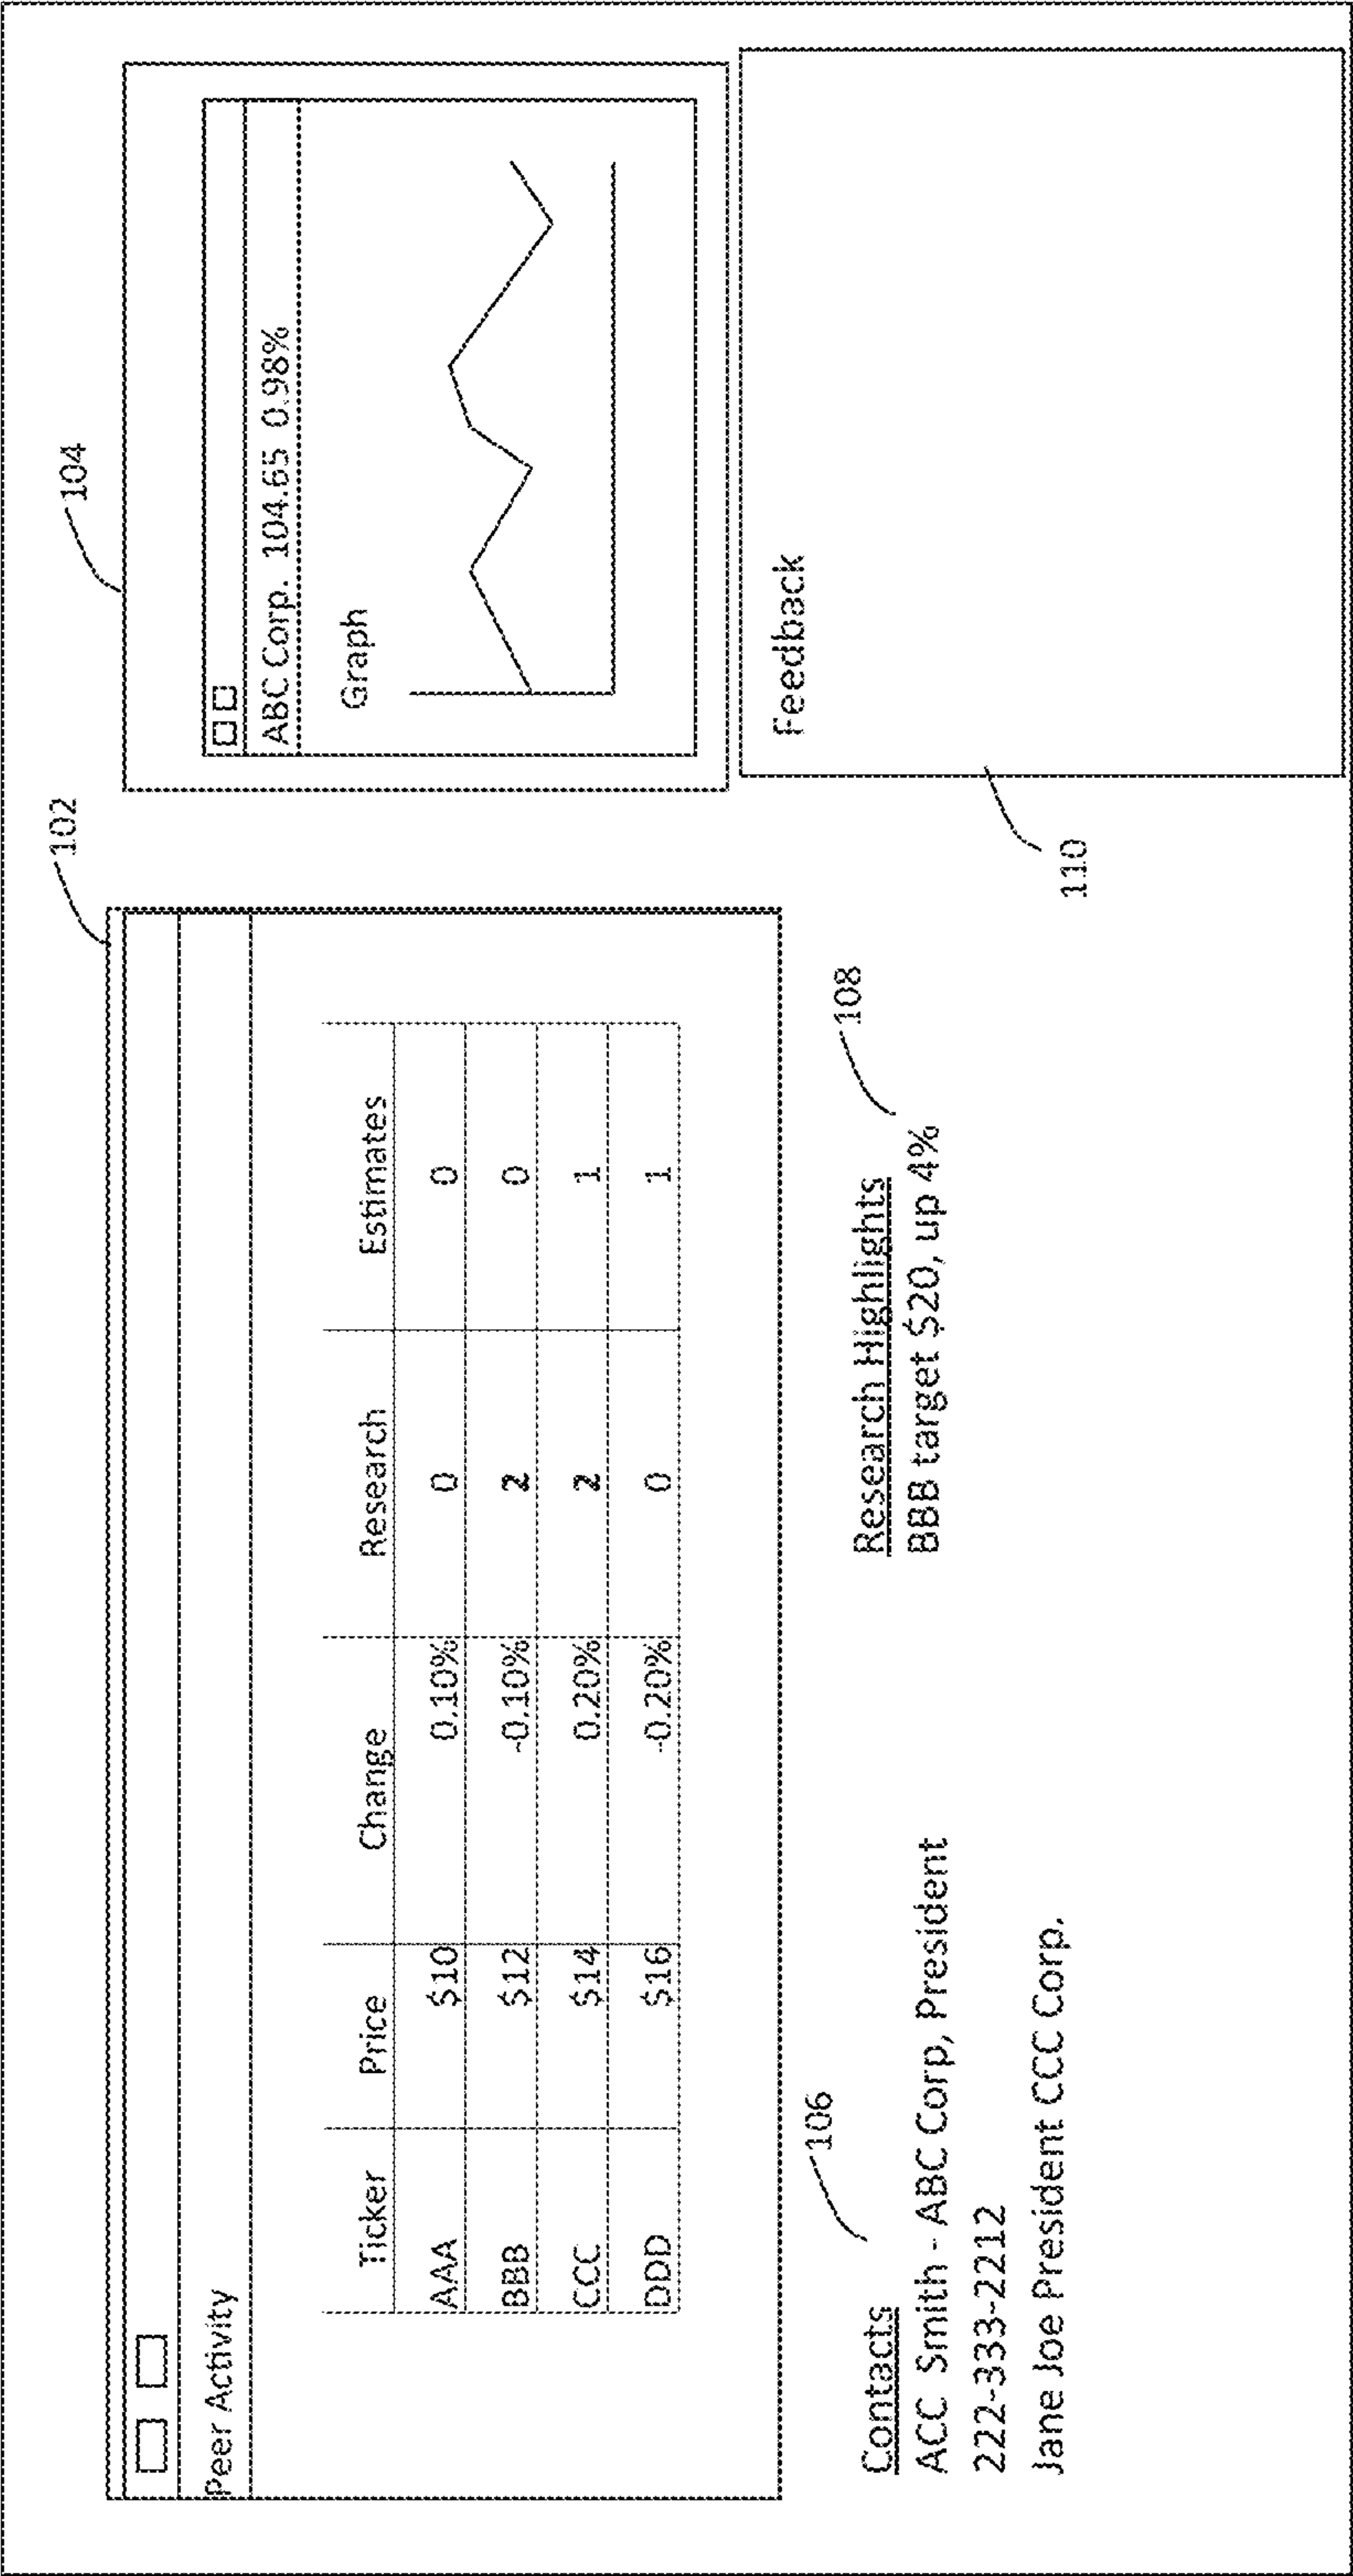 102
Peer Activity
Ticker Price Change Research Estimates
AAA $10 0.10% 0 0
BBB $12 -0.10% 2 0
CCC $14 0.20% 2 1
DDD $16 -0.20% 0 1
104
ABC Corp. 104.65 0.98%
Graph
106
Contacts
ACC Smith - ABC Corp, President
222-333-2212
Jane Joe President CCC Corp.
108
Research Highlights
BBB target $20, up 4%
110
Feedback